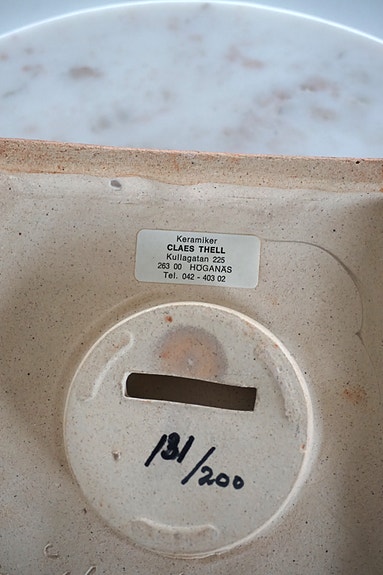 Keramiker
CLAES THELL
Kullagatan 225
263 00 HÖGANÄS
Tel. 042 - 403 02
131/200